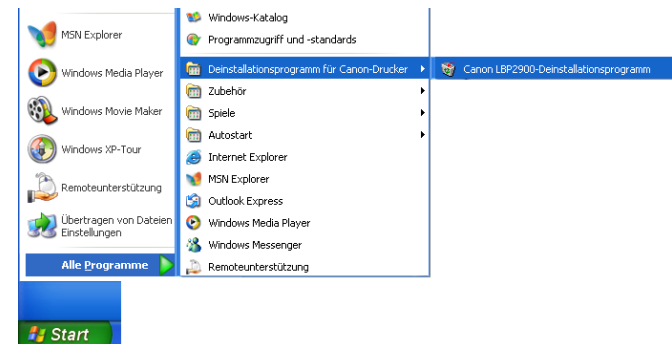 MSN Explorer
Windows Media Player
Windows Movie Maker
Windows XP-Tour
Remoteunterstützung
Übertragen von Dateien
Einstellungen
Alle Programme
Start
Windows-Katalog
Programmzugriff und -standards
Deinstallationsprogramm für Canon-Drucker
Zubehör
Spiele
Autostart
Internet Explorer
MSN Explorer
Outlook Express
Windows Media Player
Windows Messenger
Remoteunterstützung
Canon LBP2900-Deinstallationsprogramm